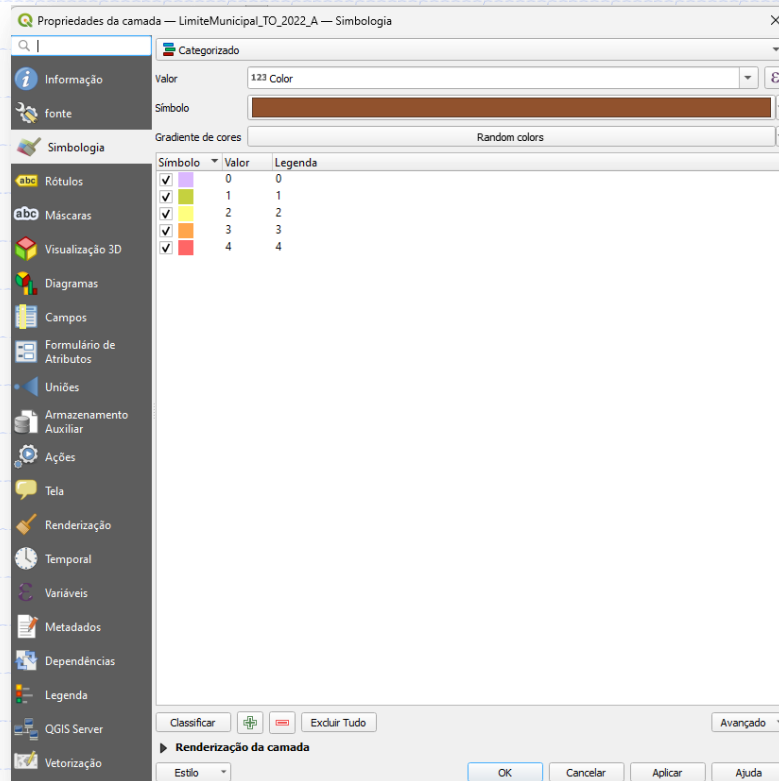 Propriedades da camada — LimiteMunicipal_TO_2022_A — Simbologia
Categorizado
Informação
Valor
123 Color
fonte
Símbolo
Simbologia
Gradiente de cores
Random colors
Símbolo Valor Legenda
abc Rótulos
0 0
1 1
abc Máscaras
2 2
3 3
Visualização 3D
4 4
Diagramas
Campos
Formulário de
Atributos
Uniões
Armazenamento
Auxiliar
Ações
Tela
Renderização
Temporal
Variáveis
Metadados
Dependências
Legenda
QGIS Server
Classificar
Excluir Tudo
Avançado
Renderização da camada
Vetorização
Estilo
OK
Cancelar
Aplicar
Ajuda